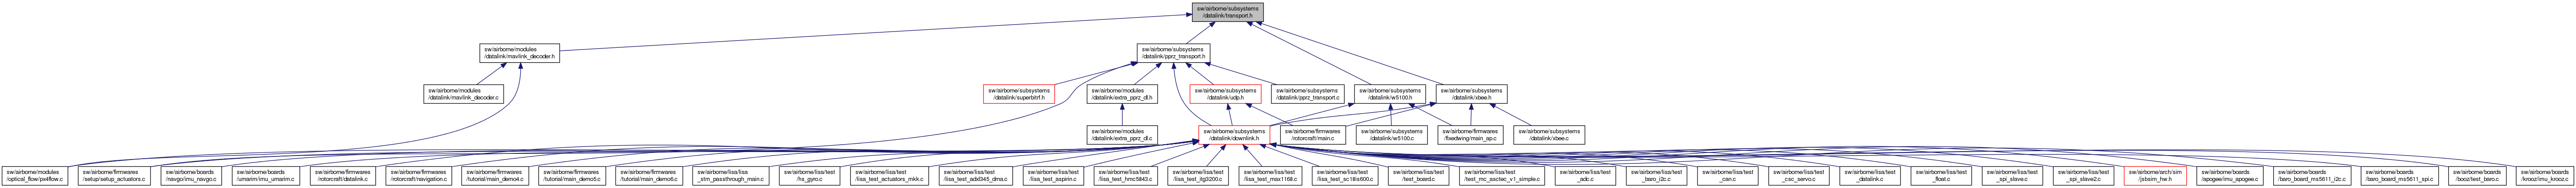 sw/airborne/subsystems
/datalink/transport.h
sw/airborne/modules
/datalink/mavlink_decoder.h
sw/airborne/subsystems
/datalink/pprz_transport.h
sw/airborne/modules
/datalink/mavlink_decoder.c
sw/airborne/subsystems
/datalink/superbitrf.h
sw/airborne/modules
/datalink/extra_pprz_dl.h
sw/airborne/subsystems
/datalink/udp.h
sw/airborne/subsystems
/datalink/pprz_transport.c
sw/airborne/subsystems
/datalink/w5100.h
sw/airborne/subsystems
/datalink/xbee.h
sw/airborne/modules
/datalink/extra_pprz_dl.c
sw/airborne/subsystems
/datalink/downlink.h
sw/airborne/firmwares
/rotorcraft/main.c
sw/airborne/subsystems
/datalink/w5100.c
sw/airborne/firmwares
/fixedwing/main_ap.c
sw/airborne/subsystems
/datalink/xbee.c
sw/airborne/modules
/optical_flow/px4flow.c
sw/airborne/firmwares
/setup/setup_actuators.c
sw/airborne/boards
/navgo/imu_navgo.c
sw/airborne/boards
/umarim/imu_umarim.c
sw/airborne/firmwares
/rotorcraft/datalink.c
sw/airborne/firmwares
/rotorcraft/navigation.c
sw/airborne/firmwares
/tutorial/main_demo4.c
sw/airborne/firmwares
/tutorial/main_demo5.c
sw/airborne/firmwares
/tutorial/main_demo6.c
sw/airborne/lisa/lisa
_stm_passthrough_main.c
sw/airborne/lisa/test
/hs_gyro.c
sw/airborne/lisa/test
/lisa_test_actuators_mkk.c
sw/airborne/lisa/test
/lisa_test_adxl345_dma.c
sw/airborne/lisa/test
/lisa_test_aspirin.c
sw/airborne/lisa/test
/lisa_test_hmc5843.c
sw/airborne/lisa/test
/lisa_test_itg3200.c
sw/airborne/lisa/test
/lisa_test_max1168.c
sw/airborne/lisa/test
/lisa_test_sc18is600.c
sw/airborne/lisa/test
/test_board.c
sw/airborne/lisa/test
/test_mc_asctec_v1_simple.c
sw/airborne/lisa/test
_adc.c
sw/airborne/lisa/test
_baro_i2c.c
sw/airborne/lisa/test
_can.c
sw/airborne/lisa/test
_csc_servo.c
sw/airborne/lisa/test
_datalink.c
sw/airborne/lisa/test
_float.c
sw/airborne/lisa/test
_spi_slave.c
sw/airborne/lisa/test
_spi_slave2.c
sw/airborne/arch/sim
/jsbsim_hw.h
sw/airborne/boards
/apogee/imu_apogee.c
sw/airborne/boards
/baro_board_ms5611_i2c.c
sw/airborne/boards
/baro_board_ms5611_spi.c
sw/airborne/boards
/booz/test_baro.c
sw/airborne/boards
/krooz/imu_krooz.c